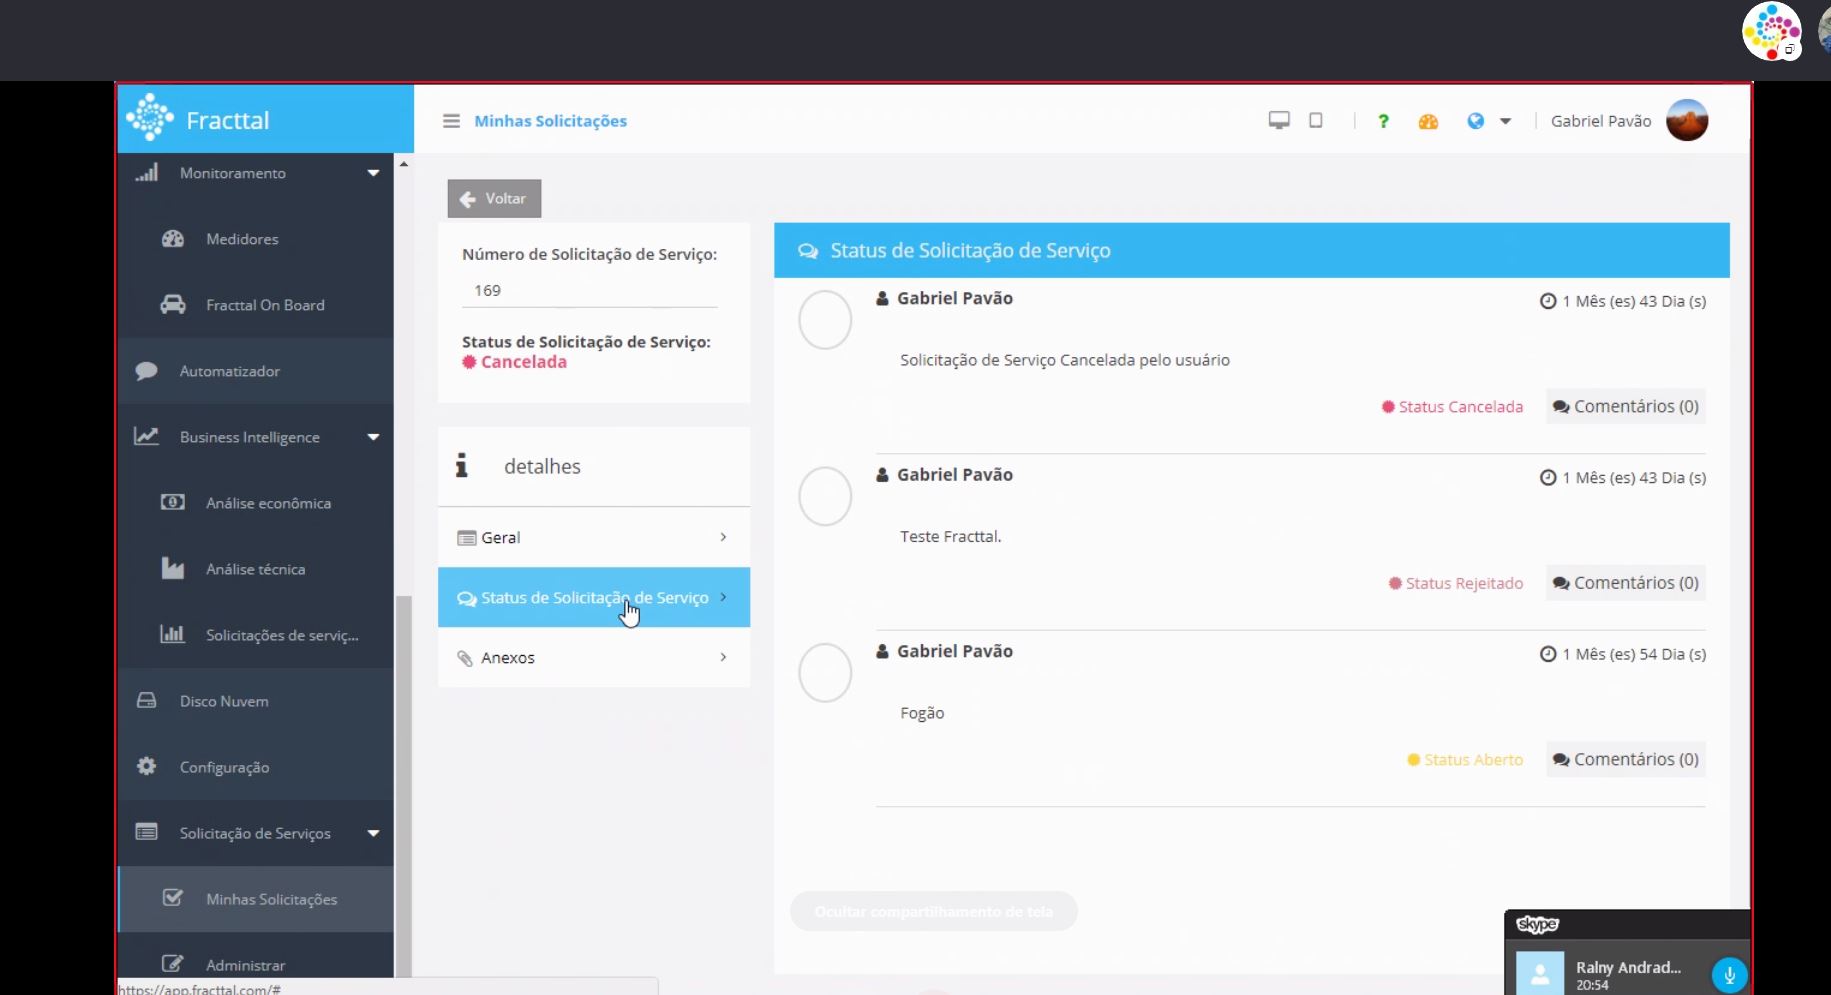 Fracttal
Minhas Solicitações
?
Gabriel Pavão
Monitoramento
Medidores
Fracttal On Board
Automatizador
Business Intelligence
Análise econômica
Análise técnica
Solicitações de serviç...
Disco Nuvem
Configuração
Solicitação de Serviços
Minhas Solicitações
Administrar
https://app.fracttal.com/#
Voltar
Número de Solicitação de Serviço:
169
Status de Solicitação de Serviço:
Cancelada
detalhes
Geral
Status de Solicitação de Serviço
Anexos
Status de Solicitação de Serviço
Gabriel Pavão
1 Mês (es) 43 Dia (s)
Solicitação de Serviço Cancelada pelo usuário
Status Cancelada
Comentários (0)
Gabriel Pavão
1 Mês (es) 43 Dia (s)
Teste Fracttal.
Status Rejeitado
Comentários (0)
Gabriel Pavão
1 Mês (es) 54 Dia (s)
Fogão
Status Aberto
Comentários (0)
Ocultar compartilhamento de tela
skype
Ralny Andrad...
20:54